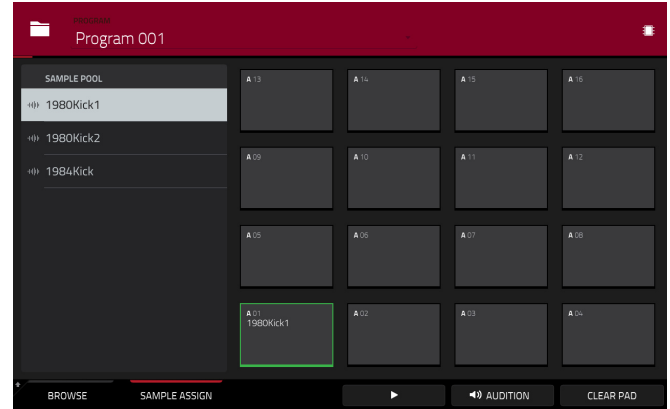 PROGRAM
Program 001
SAMPLE POOL
1980Kick1
1980Kick2
1984Kick
A 13
A 14
A 15
A 16
A 09
A 10
A 11
A 12
A 05
A 06
A 07
A 08
A 01
1980Kick1
A 02
A 03
A 04
BROWSE
SAMPLE ASSIGN
AUDITION
CLEAR PAD